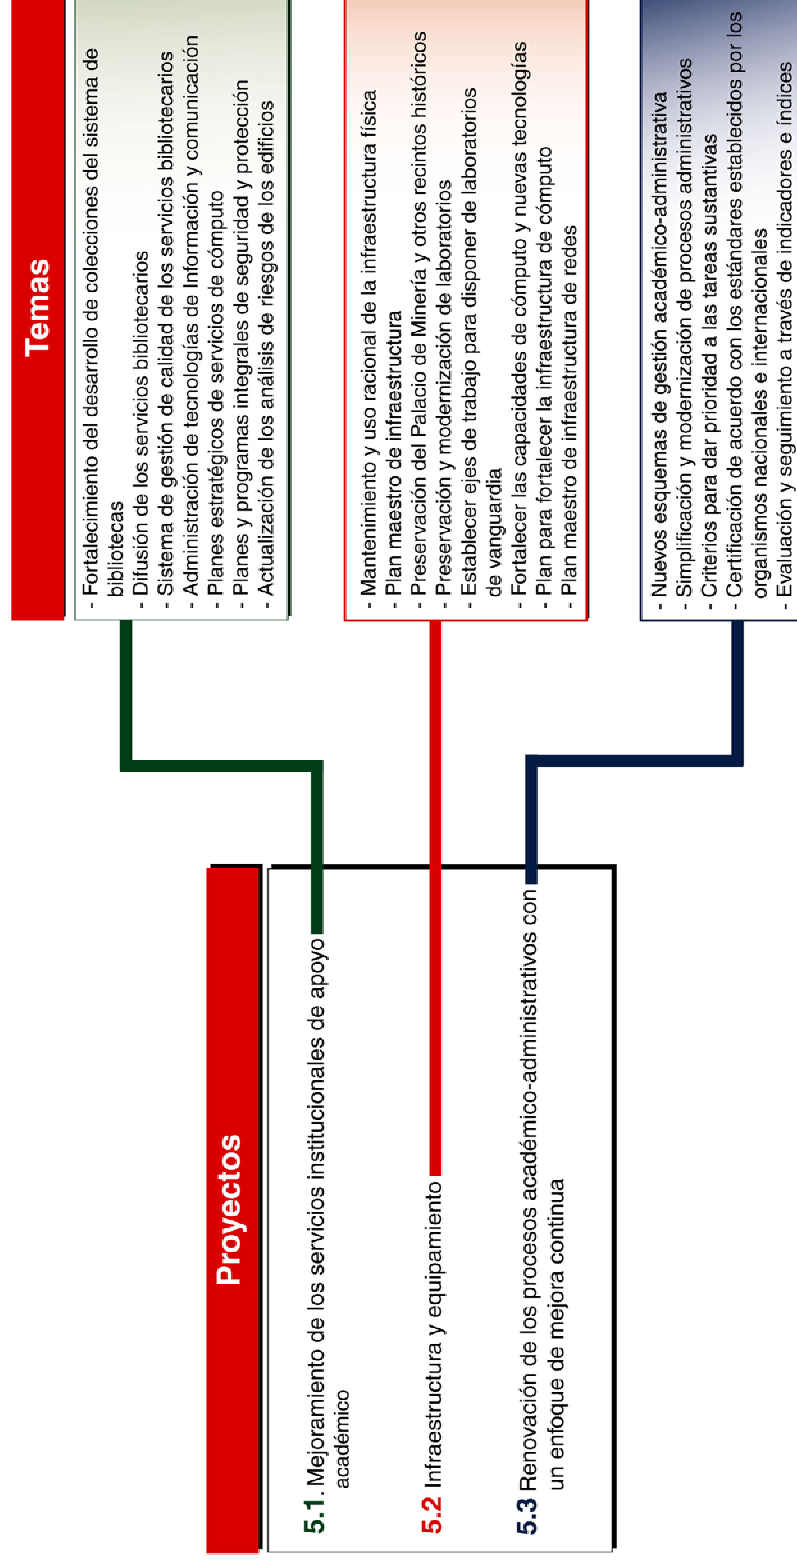 Proyectos
5.1. Mejoramiento de los servicios institucionales de apoyo
académico
5.2 Infraestructura y equipamiento
5.3 Renovación de los procesos académico-administrativos con
un enfoque de mejora continua
Temas
- Fortalecimiento del desarrollo de colecciones del sistema de
bibliotecas
- Difusión de los servicios bibliotecarios
- Sistema de gestión de calidad de los servicios bibliotecarios
- Administración de tecnologías de Información y comunicación
- Planes estratégicos de servicios de cómputo
- Planes y programas integrales de seguridad y protección
- Actualización de los análisis de riesgos de los edificios
- Mantenimiento y uso racional de la infraestructura física
- Plan maestro de infraestructura
- Preservación del Palacio de Minería y otros recintos históricos
- Preservación y modernización de laboratorios
- Establecer ejes de trabajo para disponer de laboratorios
de vanguardia
- Fortalecer las capacidades de cómputo y nuevas tecnologías
- Plan para fortalecer la infraestructura de cómputo
- Plan maestro de infraestructura de redes
- Nuevos esquemas de gestión académico-administrativa
- Simplificación y modernización de procesos administrativos
- Criterios para dar prioridad a las tareas sustantivas
- Certificación de acuerdo con los estándares establecidos por los
organismos nacionales e internacionales
- Evaluación y seguimiento a través de indicadores e índices